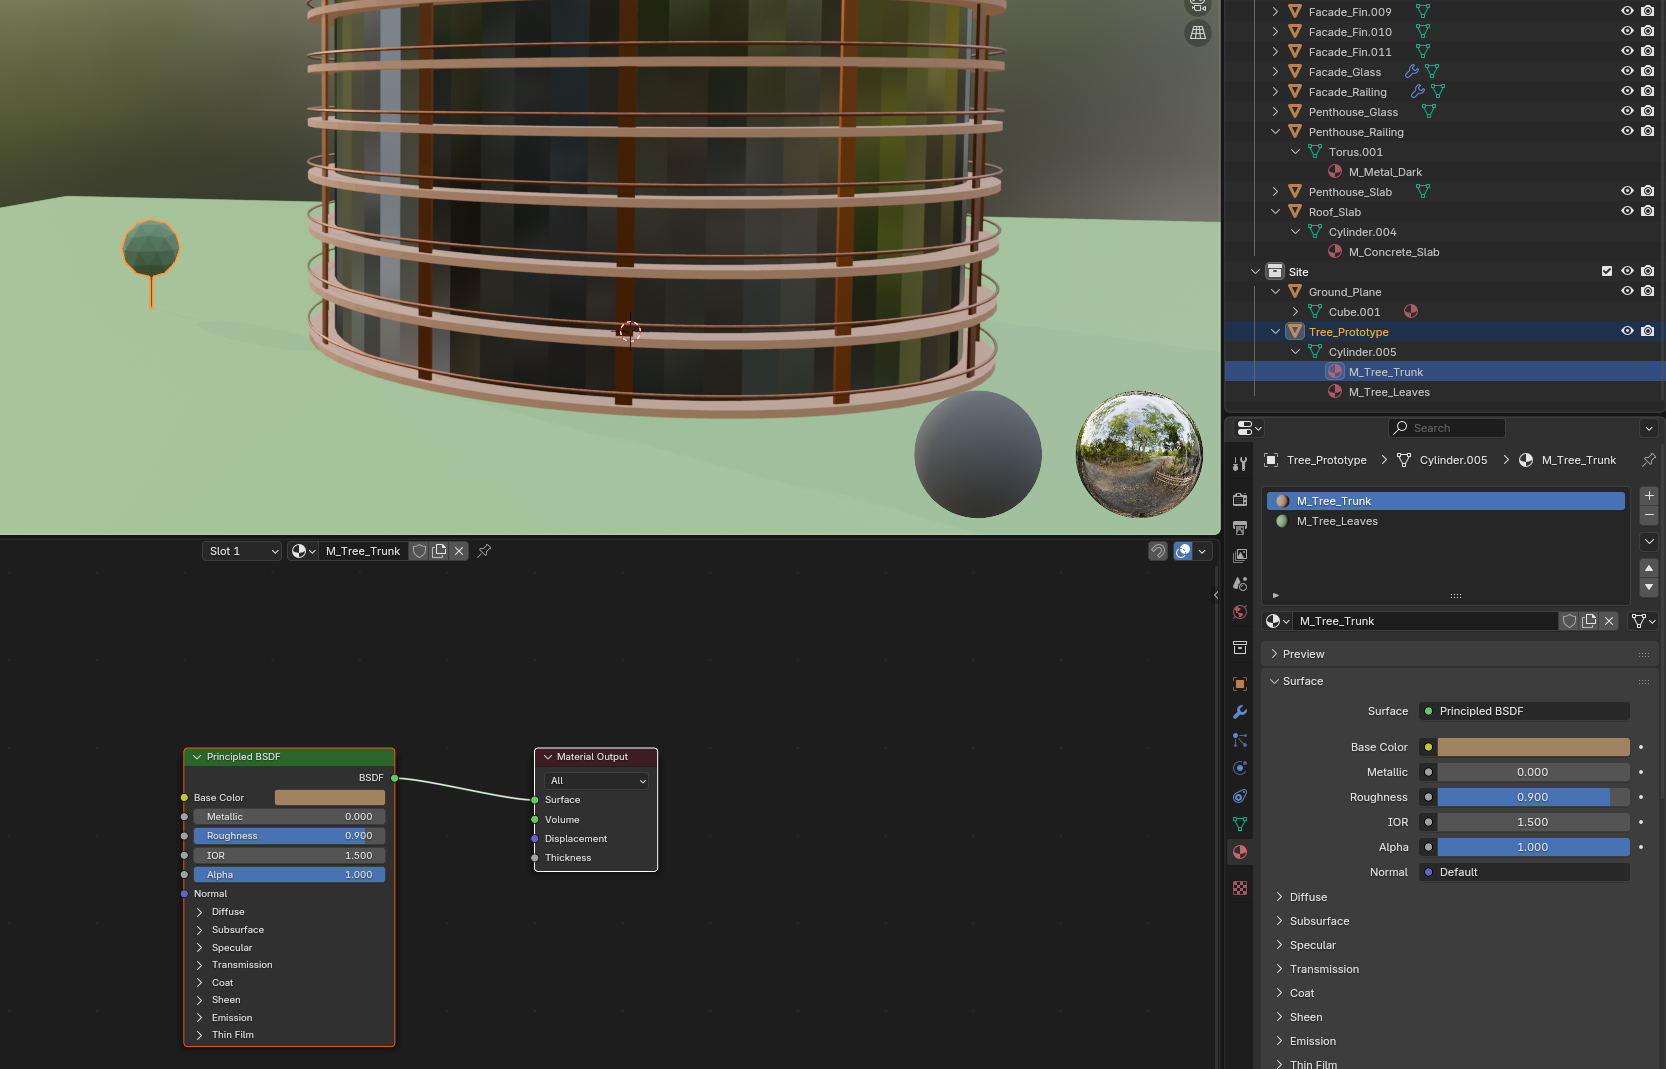 Facade_Fin.009
Facade_Fin.010
Facade_Fin.011
Facade_Glass
Facade_Railing
Penthouse_Glass
Penthouse_Railing
Torus.001
M_Metal_Dark
Penthouse_Slab
Roof_Slab
Cylinder.004
M_Concrete_Slab
Site
Ground_Plane
Cube.001
Tree_Prototype
Cylinder.005
M_Tree_Trunk
M_Tree_Leaves
Search
Tree_Prototype > Cylinder.005 > M_Tree_Trunk
M_Tree_Trunk
M_Tree_Leaves
M_Tree_Trunk
Preview
Surface
Surface Principled BSDF
Base Color
Metallic 0.000
Roughness 0.900
IOR 1.500
Alpha 1.000
Normal Default
Diffuse
Subsurface
Specular
Transmission
Coat
Sheen
Emission
Thin Film
Slot 1 M_Tree_Trunk
Principled BSDF
BSDF
Base Color
Metallic 0.000
Roughness 0.900
IOR 1.500
Alpha 1.000
Normal
Diffuse
Subsurface
Specular
Transmission
Coat
Sheen
Emission
Thin Film
Material Output
All
Surface
Volume
Displacement
Thickness